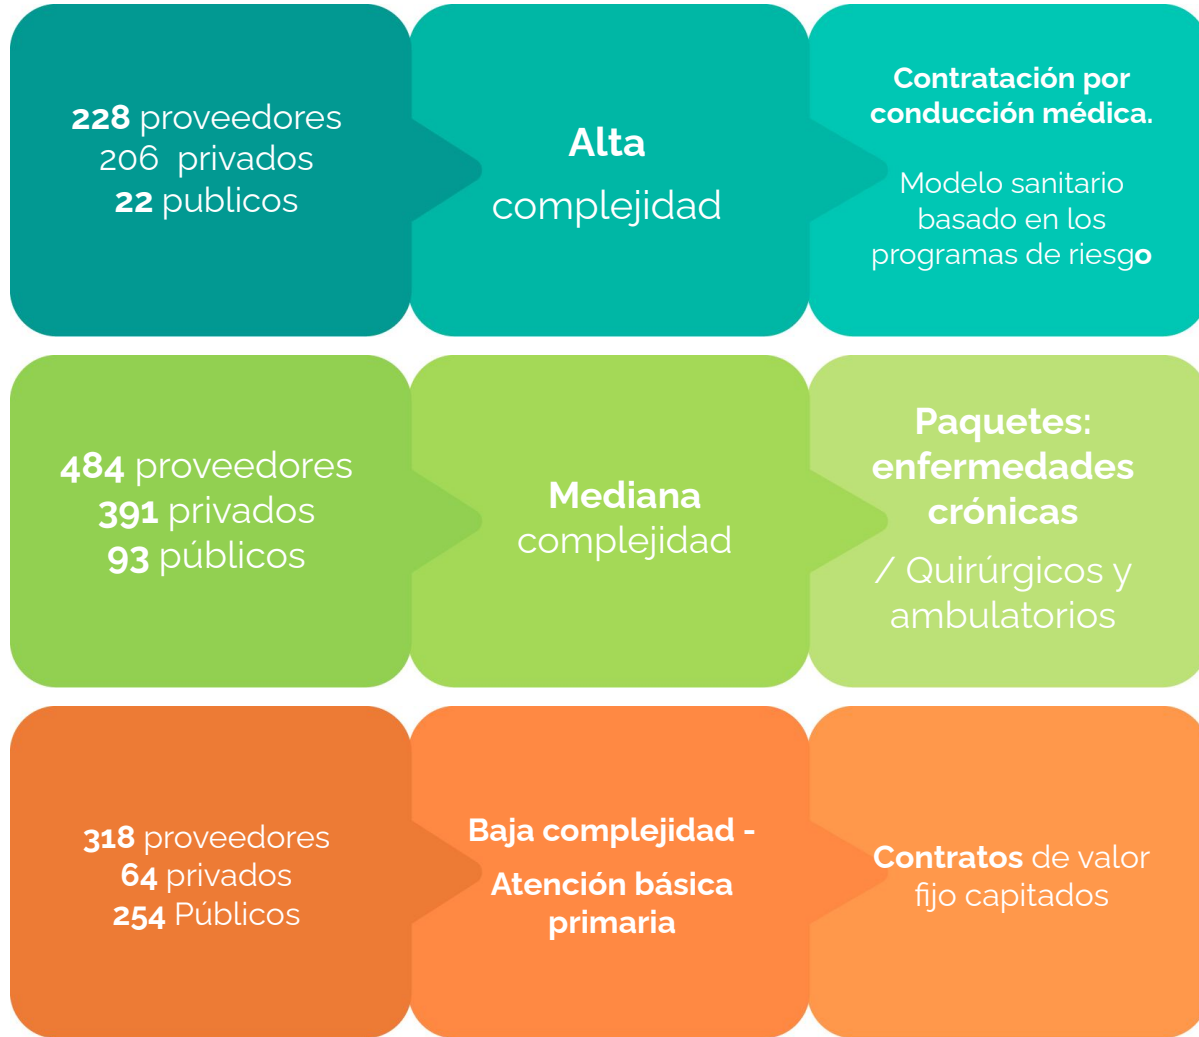 228 proveedores
206 privados
22 publicos
Alta
complejidad
Contratación por
conducción médica.
Modelo sanitario
basado en los
programas de riesgo
484 proveedores
391 privados
93 públicos
Mediana
complejidad
Paquetes:
enfermedades
crónicas
/ Quirúrgicos y
ambulatorios
318 proveedores
64 privados
254 Públicos
Baja complejidad -
Atención básica
primaria
Contratos de valor
fijo capitados